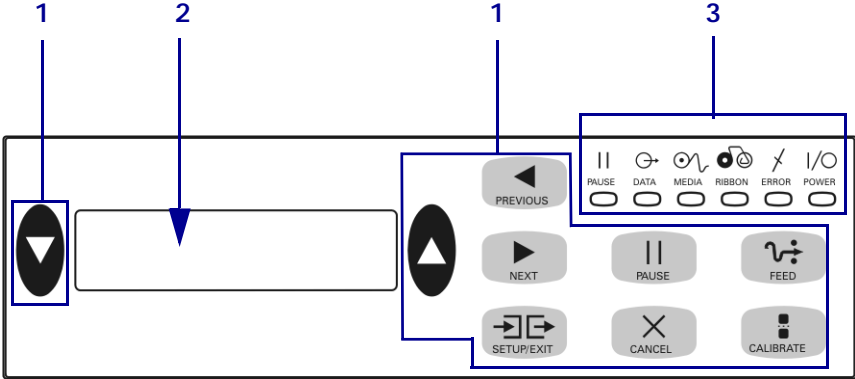 1 2 1 3
PAUSE DATA MEDIA RIBBON ERROR POWER
PREVIOUS
NEXT PAUSE FEED
SETUP/EXIT CANCEL CALIBRATE